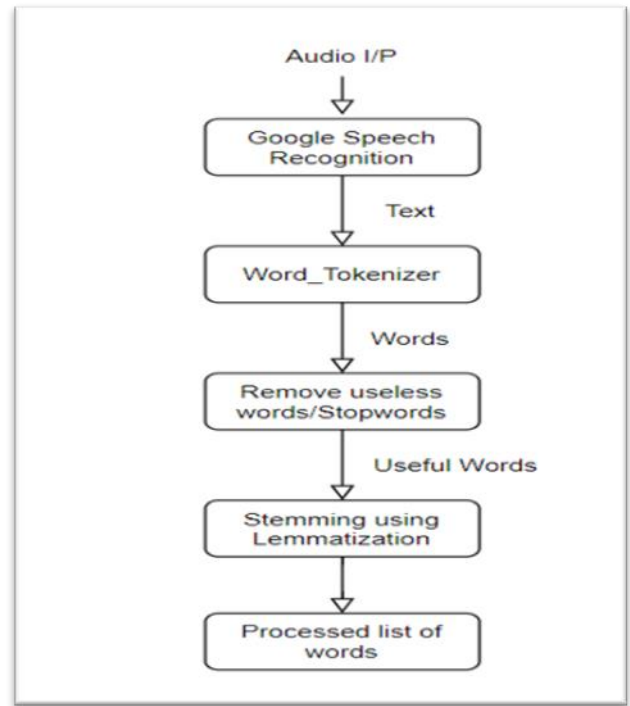 Audio I/P
Google Speech
Recognition
Text
Word_Tokenizer
Words
Remove useless
words/Stopwords
Useful Words
Stemming using
Lemmatization
Processed list of
words